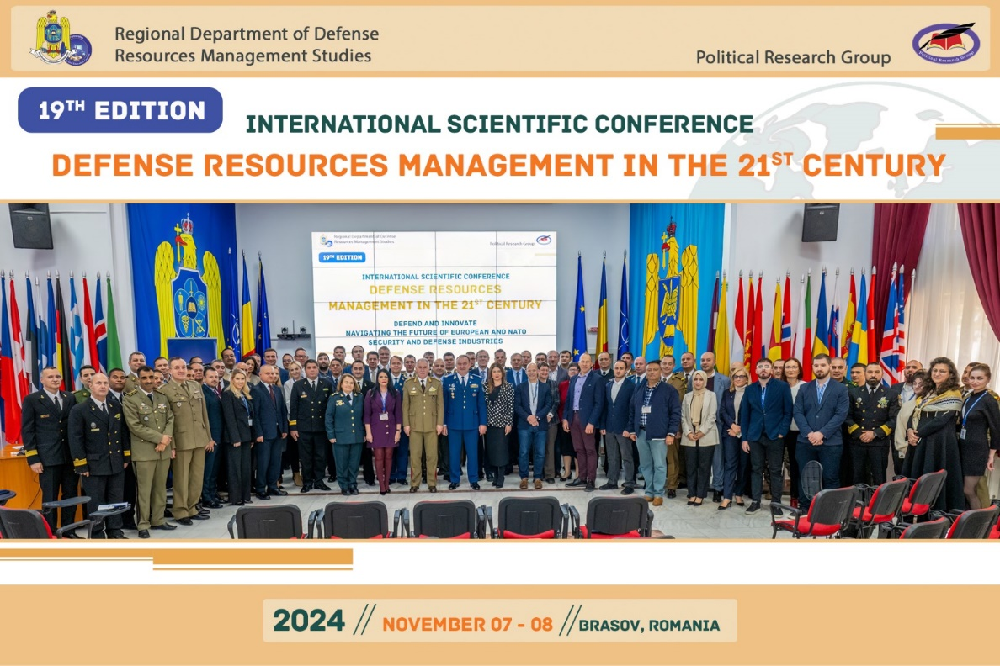 Regional Department of Defense
Resources Management Studies
Political Research Group
Political Research Group
19TH EDITION
INTERNATIONAL SCIENTIFIC CONFERENCE
DEFENSE RESOURCES MANAGEMENT IN THE 21ST CENTURY
Regional Department of Defense
Resources Management Studies
Political Research Group
19TH EDITION
INTERNATIONAL SCIENTIFIC CONFERENCE
DEFENSE RESOURCES
MANAGEMENT IN THE 21ST CENTURY
DEFEND AND INNOVATE
NAVIGATING THE FUTURE OF EUROPEAN AND NATO
SECURITY AND DEFENSE INDUSTRIES
2024 // NOVEMBER 07 - 08 // BRASOV, ROMANIA